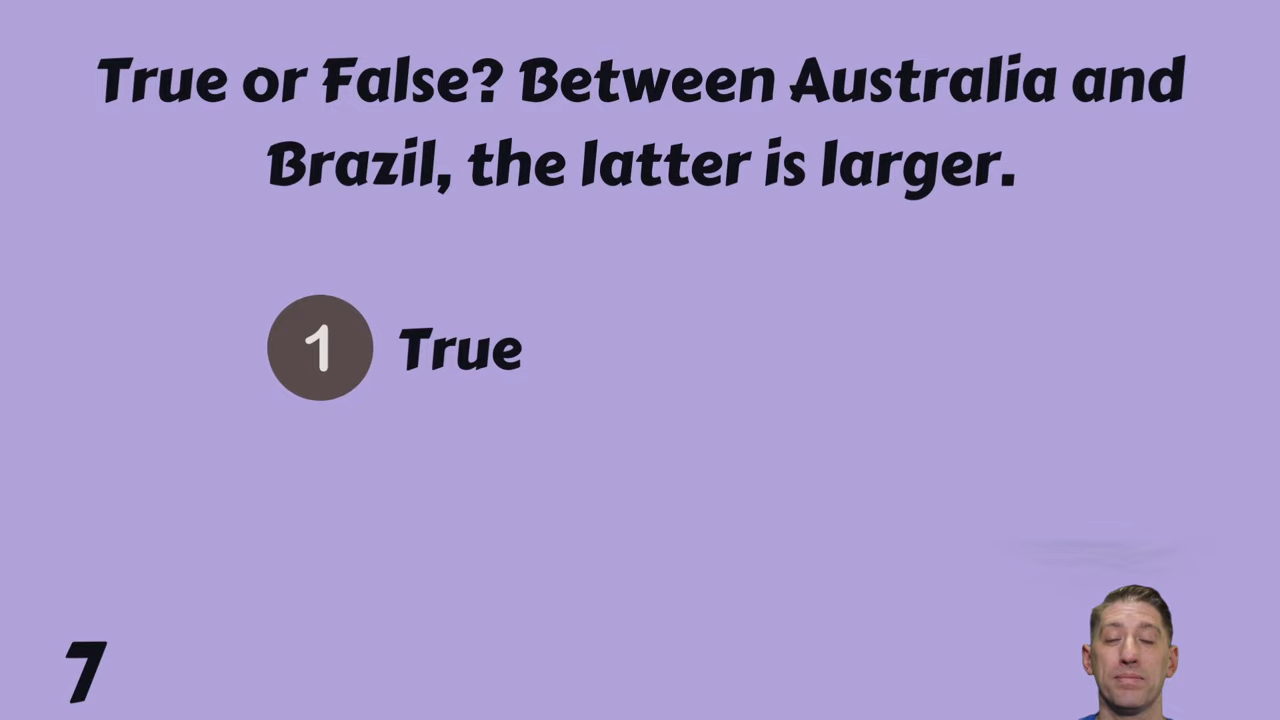 True or False? Between Australia and
Brazil, the latter is larger.
1 True
7